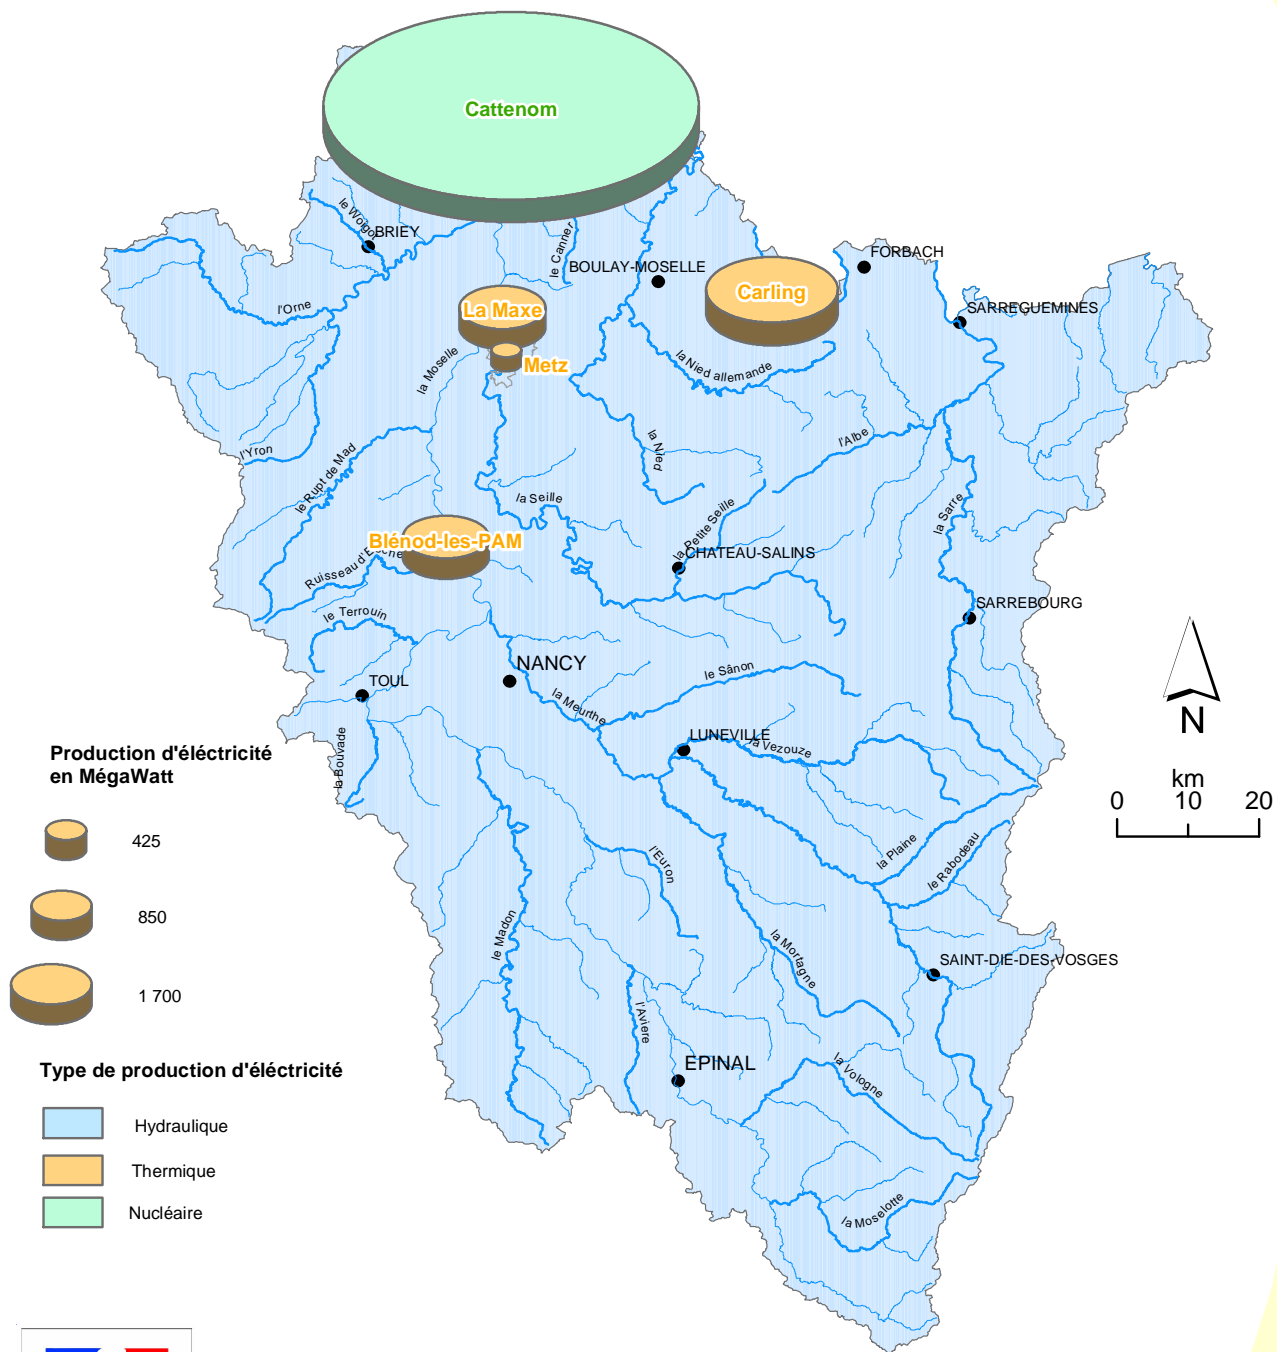 Cattenom
le Woigot
BRIEY
le Canner
BOULAY-MOSELLE
FORBACH
Carling
La Maxe
SARREGUEMINES
l'Orne
la Moselle
Metz
la Nied allemande
l'Yron
le Rupt de Mad
la Nied
l'Albe
la Seille
la Petite Seille
la Sarre
Blénod-les-PAM
CHATEAU-SALINS
SARREBOURG
le Terrouin
NANCY
le Sânon
TOUL
la Meurthe
N
LUNEVILLE
la Vezouze
la Bouvade
Production d'éléctricité
en MégaWatt
km
0 10 20
425
la Plaine
le Rabodeau
l'Euron
850
le Madon
la Mortagne
SAINT-DIE-DES-VOSGES
1 700
l'Aviere
EPINAL
la Vologne
Type de production d'éléctricité
Hydraulique
Thermique
Nucléaire
la Moselotte